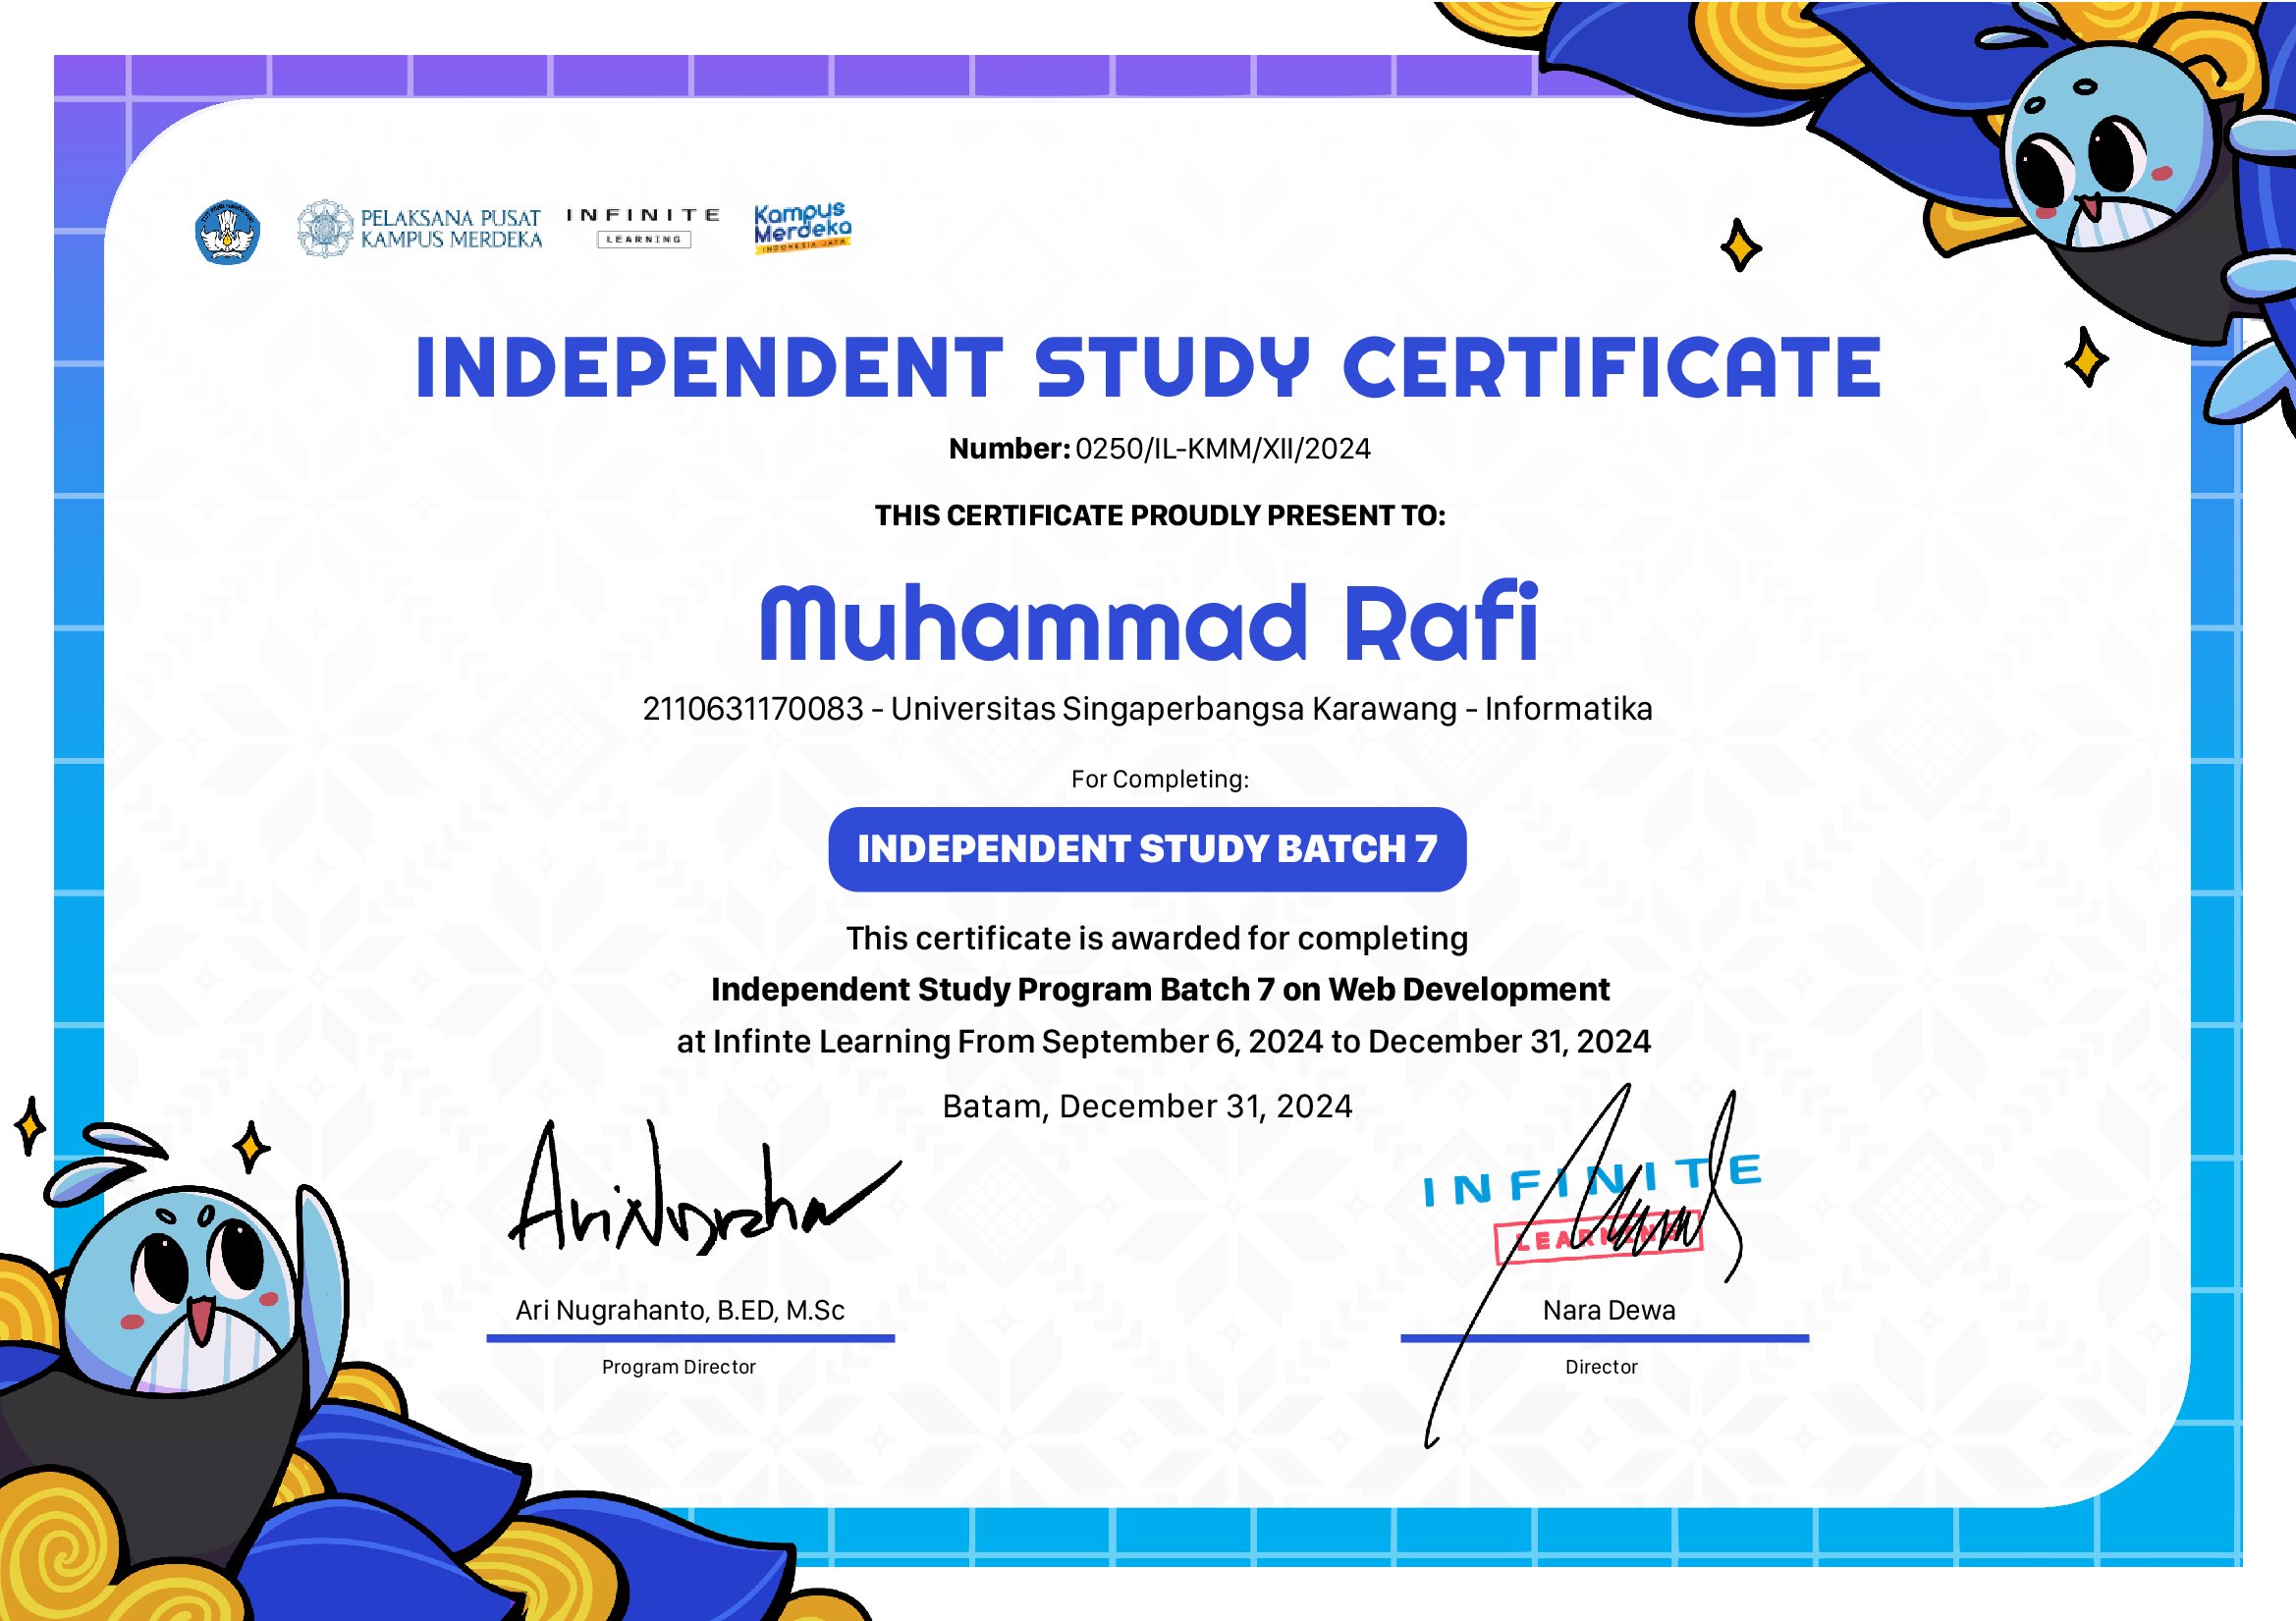 TUT WURI HANDAYANI
PELAKSANA PUSAT
KAMPUS MERDEKA
INFINITE
LEARNING
Kampus
Merdeka
INDONESIA JAYA
INDEPENDENT STUDY CERTIFICATE
Number: 0250/IL-KMM/XII/2024
THIS CERTIFICATE PROUDLY PRESENT TO:
Muhammad Rafi
2110631170083 - Universitas Singaperbangsa Karawang - Informatika
For Completing:
INDEPENDENT STUDY BATCH 7
This certificate is awarded for completing
Independent Study Program Batch 7 on Web Development
at Infinte Learning From September 6, 2024 to December 31, 2024
Batam, December 31, 2024
INFINITE
LEARNING
Ari Nugrahanto, B.ED, M.Sc
Program Director
Nara Dewa
Director